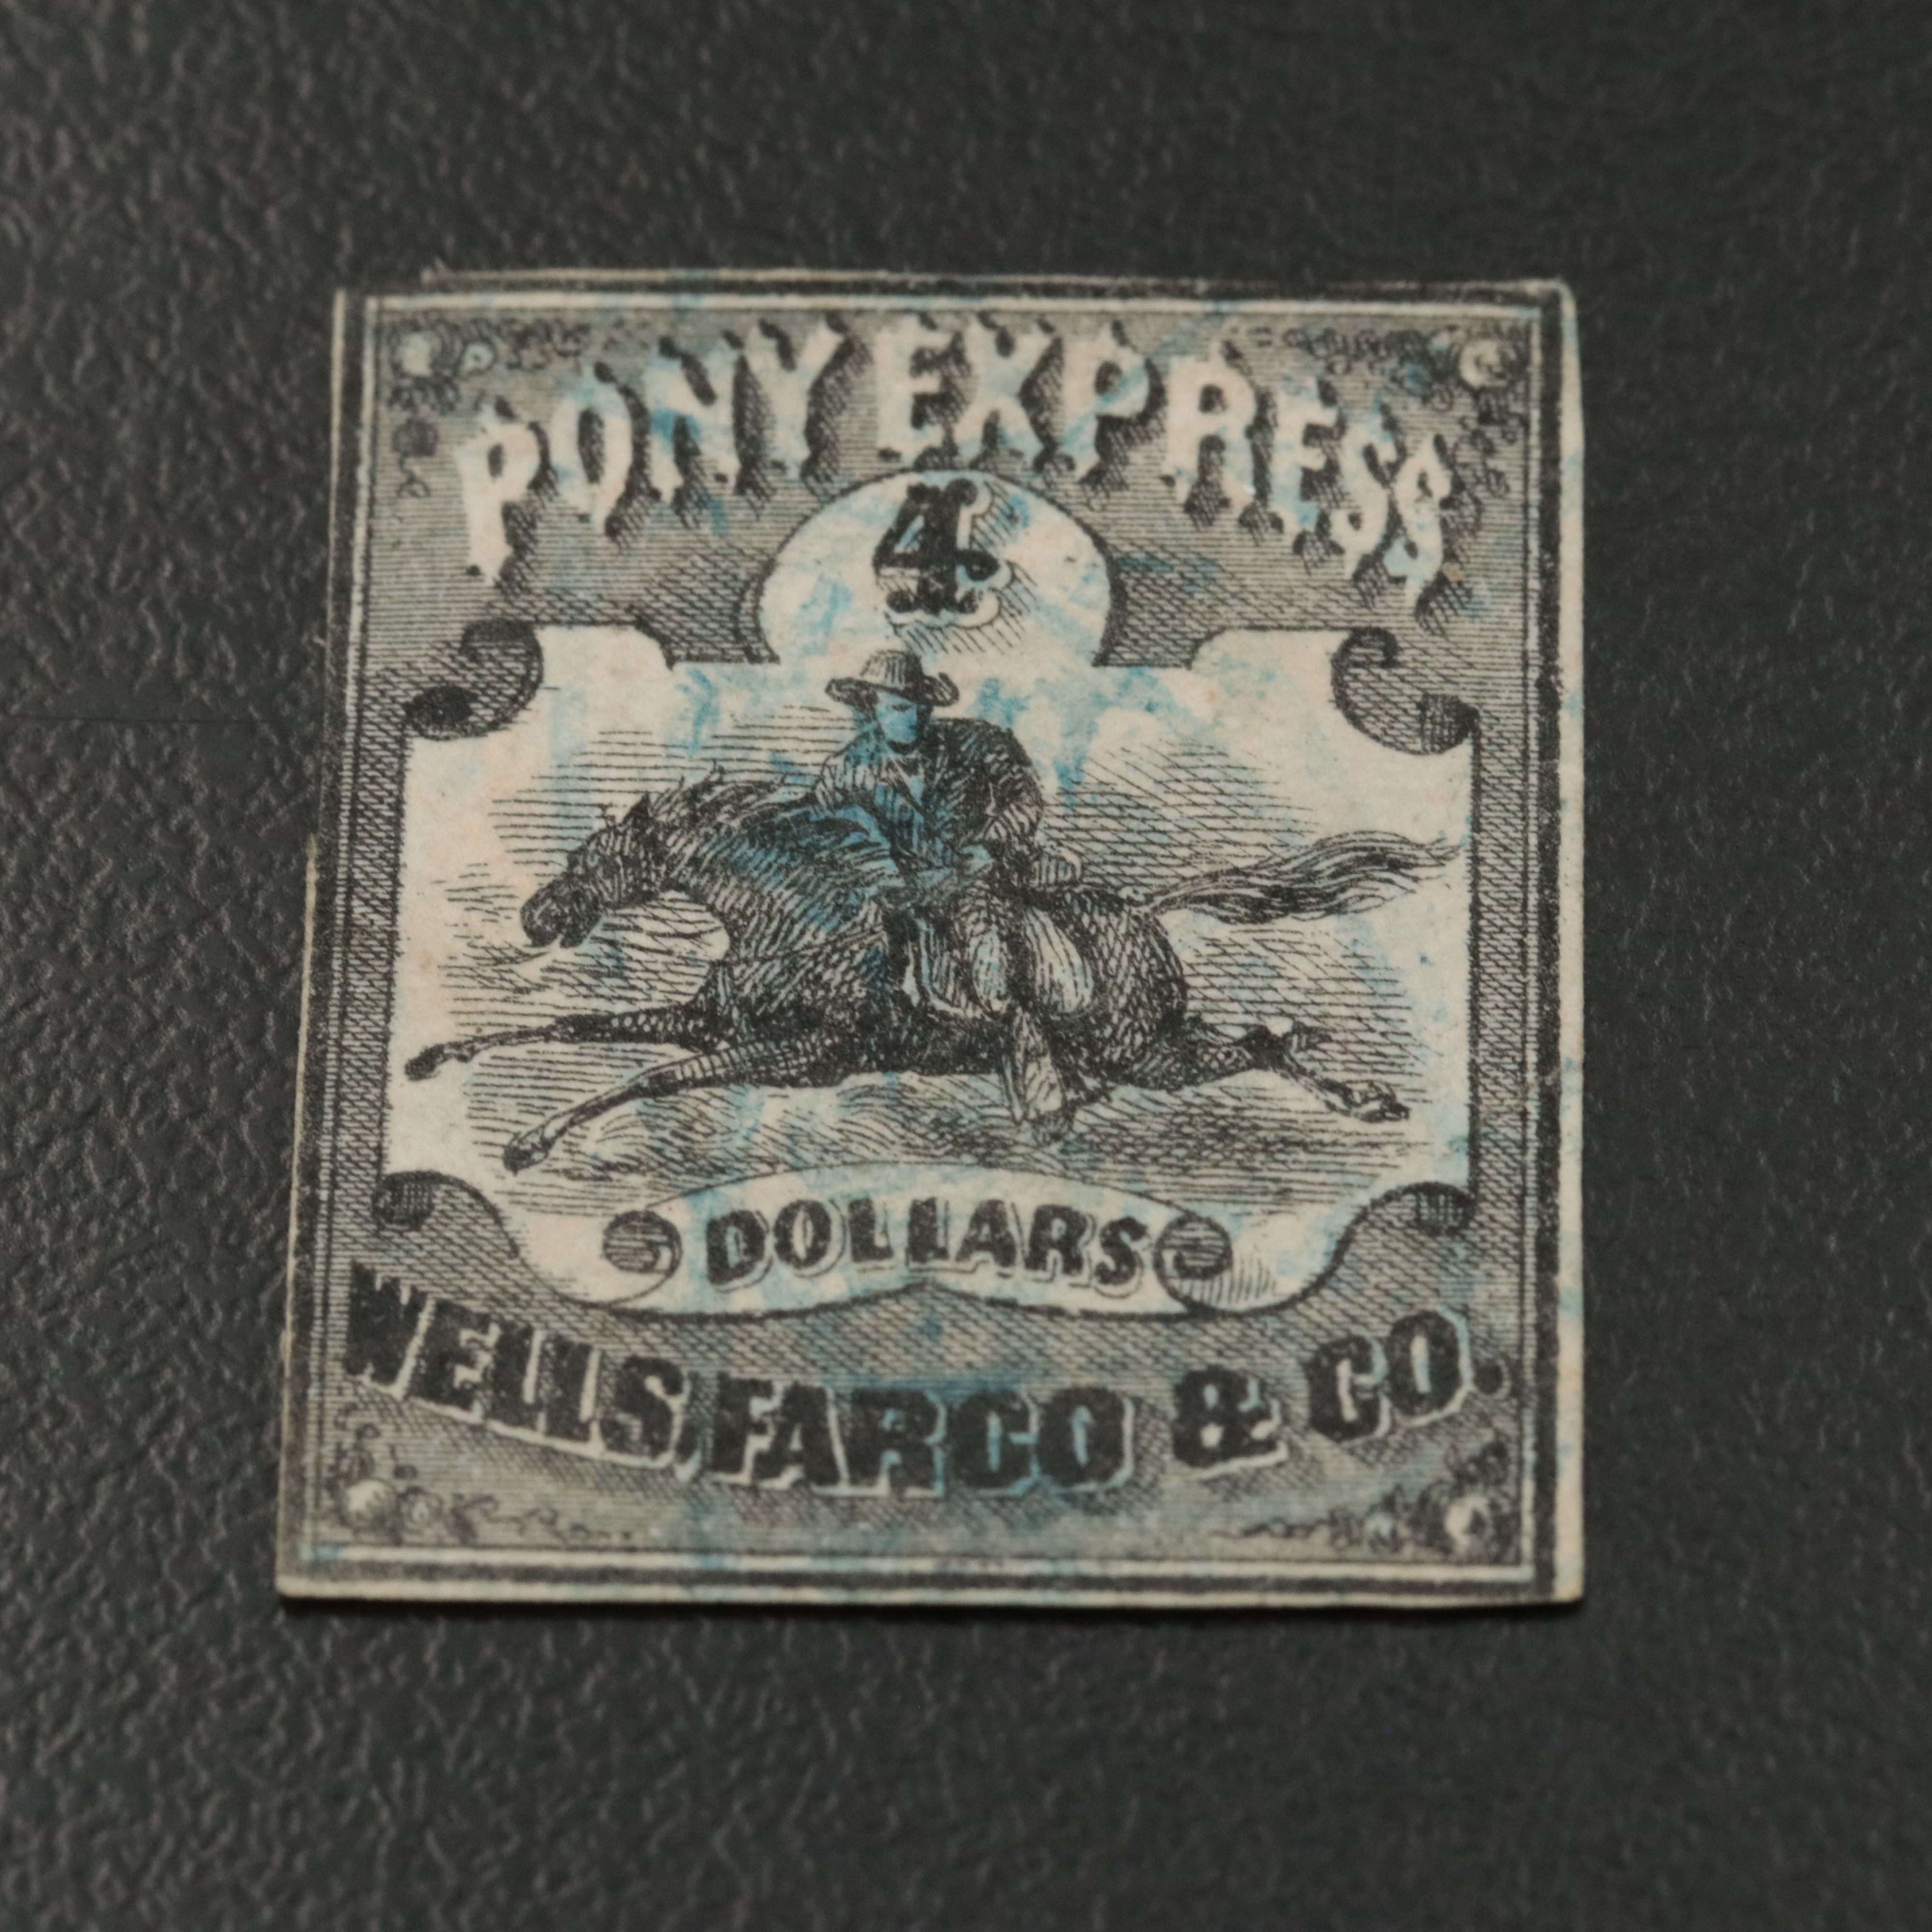 PONY EXPRESS
4
DOLLARS
WELLS, FARGO & CO.